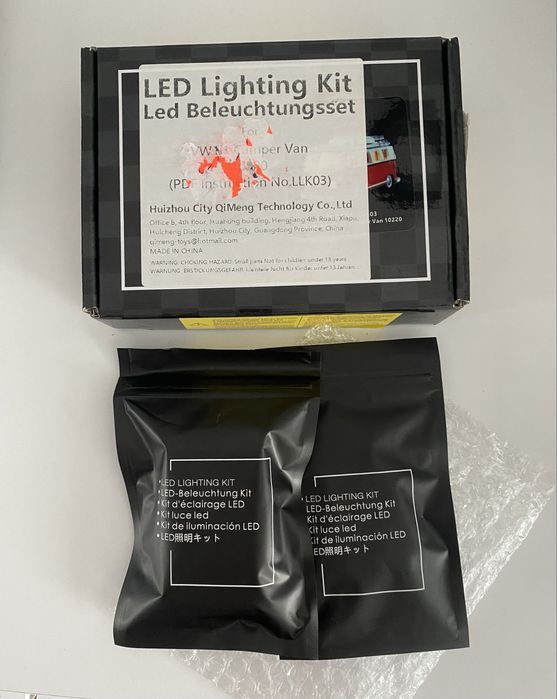 LED Lighting Kit
Led Beleuchtungsset
For
VW Camper Van
(PDF Instruction No.LLK03)
Huizhou City QiMeng Technology Co.,Ltd
Office B, 4th floor, Huahung building, Hengjiang 4th Road, Xiapu,
Huicheng District, Huizhou City, Guangdong Province, China
qimeng-toys@hotmail.com
MADE IN CHINA
WARNING: CHOKING HAZARD-Small parts Not for children under 13 years
WARNUNG: ERSTICKUNGSGEFAHR-Kleinteile Nicht für Kinder unter 13 Jahren
03
Van 10220
•LED LIGHTING KIT
•LED-Beleuchtung Kit
•Kit d'éclairage LED
•Kit luce led
•Kit de iluminación LED
•LED照明キット
•LED LIGHTING KIT
LED-Beleuchtung Kit
Kit d'éclairage LED
Kit luce led
Kit de iluminación LED
LED照明キット